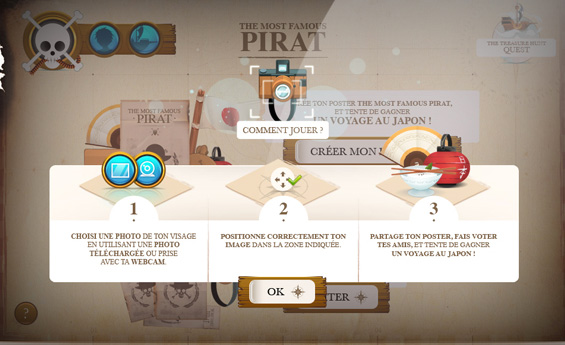 THE MOST FAMOUS
PIRAT
THE TREASURE HUNT
QUEST
THE MOST FAMOUS
PIRAT
TON POSTER THE MOST FAMOUS PIRAT,
ET TENTE DE GAGNER
UN VOYAGE AU JAPON !
COMMENT JOUER ?
CRÉER MON
1
CHOISI UNE PHOTO DE TON VISAGE
EN UTILISANT UNE PHOTO
TÉLÉCHARGÉE OU PRISE
AVEC TA WEBCAM.
2
POSITIONNE CORRECTEMENT TON
IMAGE DANS LA ZONE INDIQUÉE.
3
PARTAGE TON POSTER, FAIS VOTER
TES AMIS, ET TENTE DE GAGNER
UN VOYAGE AU JAPON !
OK
?